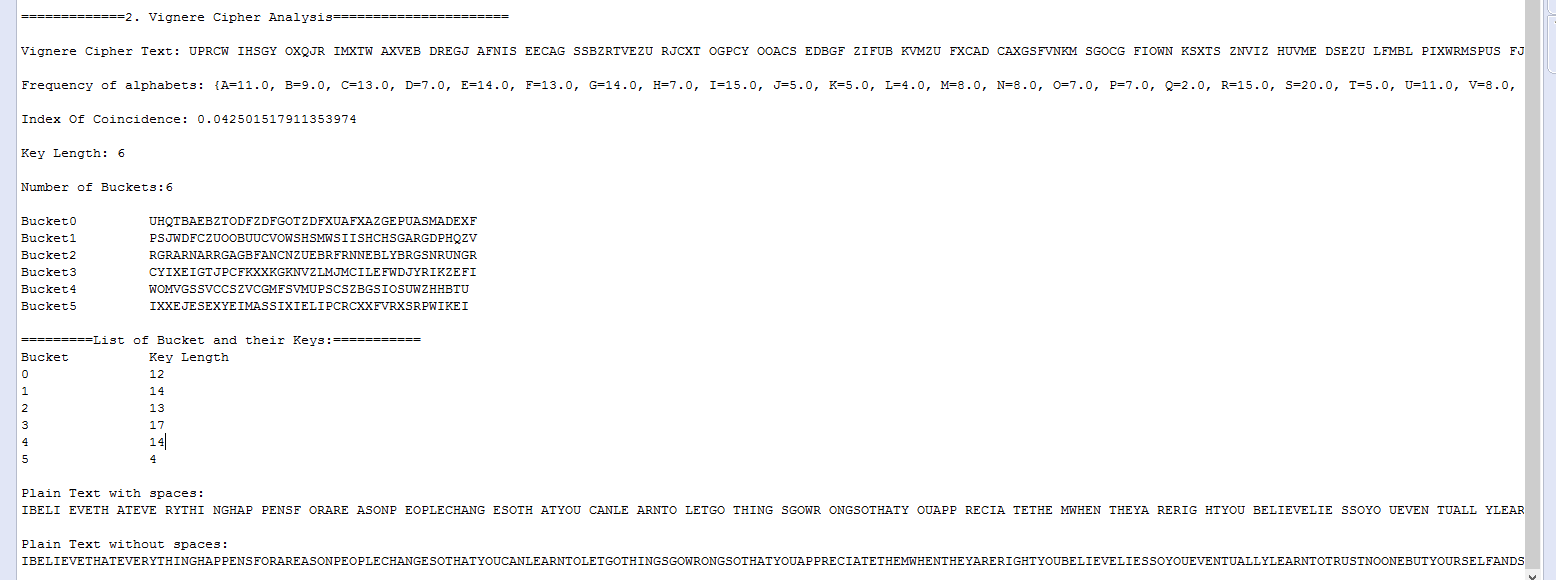 =============2. Vignere Cipher Analysis======================
Vignere Cipher Text: UPRCW IHSGY OXQJR IMXTW AXVEB DREGJ AFNIS EECAG SSBZRTVEZU RJCXT OGPCY OOACS EDBGF ZIFUB KVMZU FXCAD CAXGSFVNKM SGOCG FIOWN KSXTS ZNVIZ HUVME DSEZU LFMBL PIXWRMSPUS FJ
Frequency of alphabets: {A=11.0, B=9.0, C=13.0, D=7.0, E=14.0, F=13.0, G=14.0, H=7.0, I=15.0, J=5.0, K=5.0, L=4.0, M=8.0, N=8.0, O=7.0, P=7.0, Q=2.0, R=15.0, S=20.0, T=5.0, U=11.0, V=8.0,
Index Of Coincidence: 0.042501517911353974
Key Length: 6
Number of Buckets:6
Bucket0 UHQTBAEBZTODFZDFGOTZDFXUAFXAZGEPUASMADEXF
Bucket1 PSJWDFCZUOOBUUCVOWSHSMWSIISHCHSGARGDPHQZV
Bucket2 RGRARNARRGAGBFANCNZUEBRFRNNEBLYBRGSNRUNGR
Bucket3 CYIXEIGTJPCFKXXKGKNVZLMJMCILEFWDJYRIKZEFI
Bucket4 WOMVGSSVCCSZVCGMFSVMUPSCSZBGSIOSUWZHHBTU
Bucket5 IXXEJESEXYEIMASSIXIELIPCRCXXFVRXSRPWIKEI
=========List of Bucket and their Keys:===========
Bucket Key Length
0 12
1 14
2 13
3 17
4 14
5 4
Plain Text with spaces:
IBELI EVETH ATEVE RYTHI NGHAP PENSF ORARE ASONP EOPLECHANG ESOTH ATYOU CANLE ARNTO LETGO THING SGOWR ONGSOTHATY OUAPP RECIA TETHE MWHEN THEYA RERIG HTYOU BELIEVELIE SSOYO UEVEN TUALL YLEAR
Plain Text without spaces:
IBELIEVETHATEVERYTHINGHAPPENSFORAREASONPEOPLECHANGESOTHATYOUCANLEARNTOLETGOTHINGSGOWRONGSOTHATYOUAPPRECIATETHEMWHENTHEYARERIGHTYOUBELIEVELIESSOYOUEVENTUALLYLEARNTOTRUSTNOONEBUTYOURSELFANDS